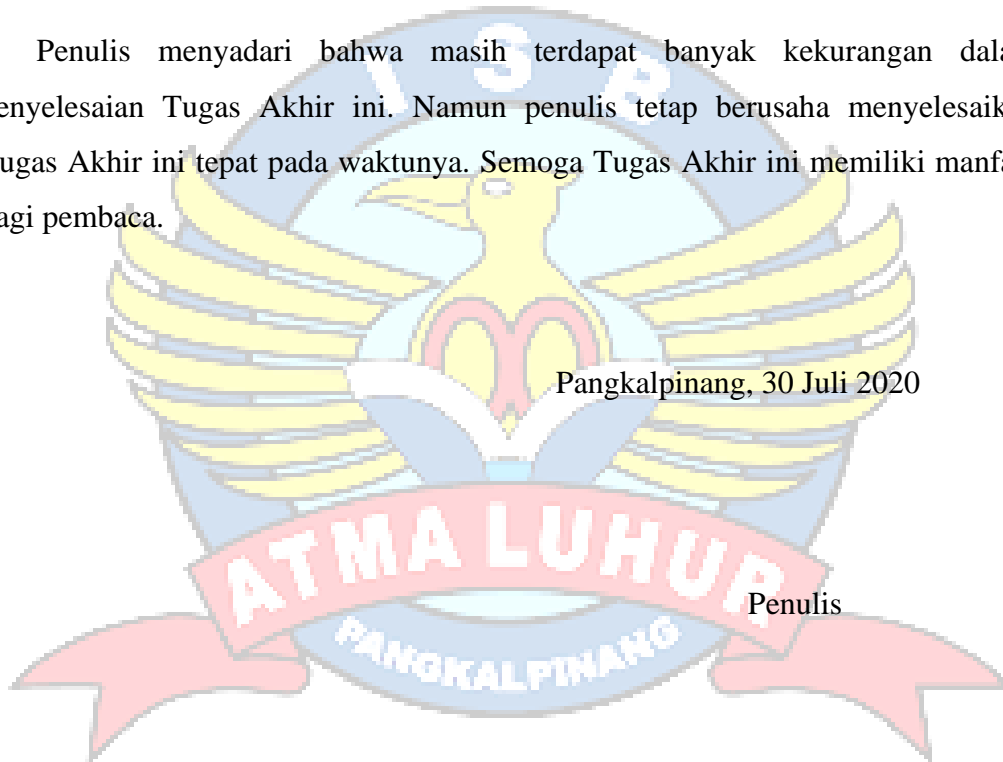 I S B
Penulis menyadari bahwa masih terdapat banyak kekurangan dala
enyelesaian Tugas Akhir ini. Namun penulis tetap berusaha menyelesaik
ugas Akhir ini tepat pada waktunya. Semoga Tugas Akhir ini memiliki manfa
agi pembaca.
Pangkalpinang, 30 Juli 2020
ATMA LUHUR
Penulis
PANGKALPINANG